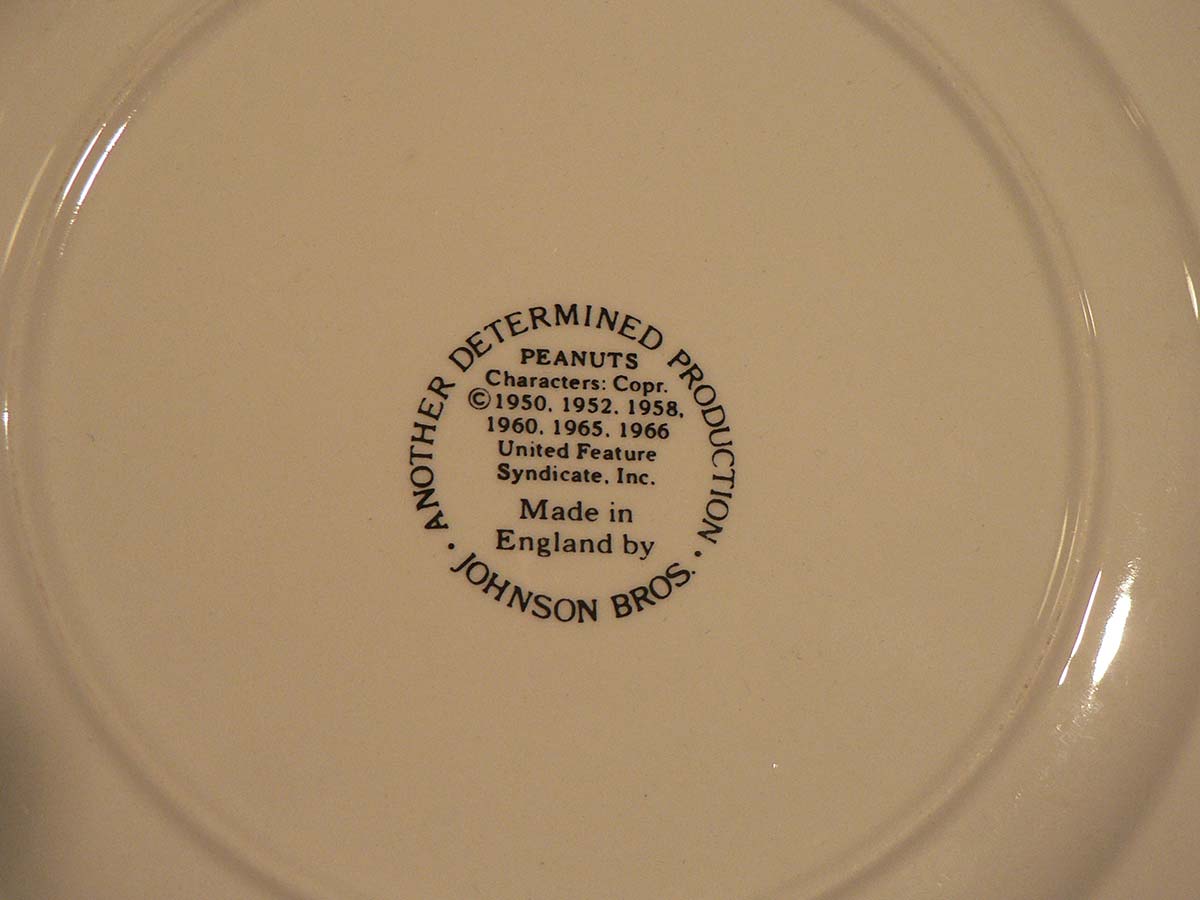 ANOTHER DETERMINED PRODUCTION
PEANUTS
Characters: Copr.
©1950, 1952, 1958,
1960, 1965, 1966
United Feature
Syndicate, Inc.
Made in
England by
• JOHNSON BROS. •